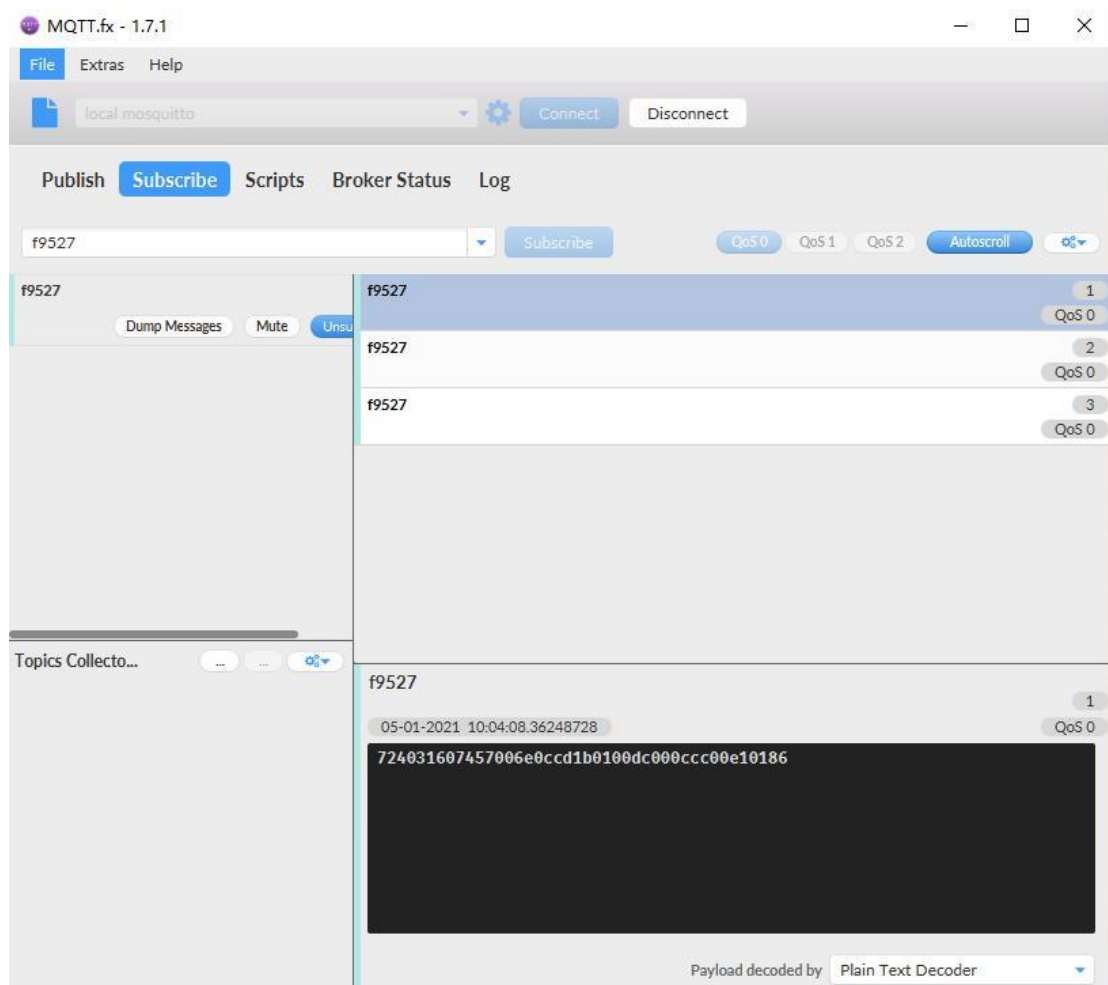 MQTT.fx - 1.7.1
File Extras Help
local mosquitto Connect Disconnect
Publish Subscribe Scripts Broker Status Log
f9527 Subscribe QoS 0 QoS 1 QoS 2 Autoscroll
f9527
Dump Messages Mute Unsu
f9527 1
QoS 0
f9527 2
QoS 0
f9527 3
QoS 0
Topics Collecto... ... ...
f9527
1
05-01-2021 10:04:08.36248728 QoS 0
724031607457006e0ccd1b0100dc000ccc00e10186
Payload decoded by Plain Text Decoder